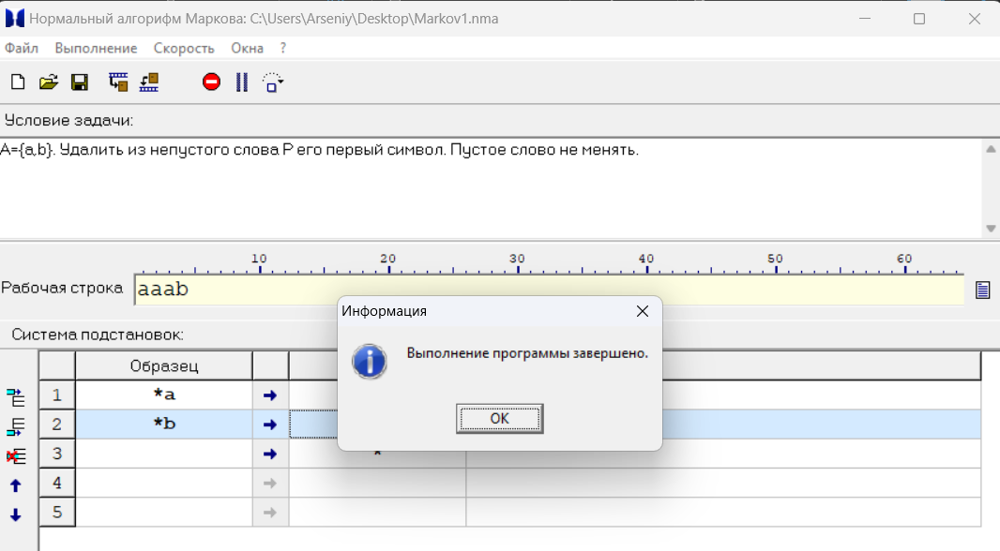 Нормальный алгорифм Маркова: C:\Users\Arseniy\Desktop\Markov1.nma
Файл Выполнение Скорость Окна ?
Условие задачи:
A={a,b}. Удалить из непустого слова P его первый символ. Пустое слово не менять.
10 20 30 40 50 60
Рабочая строка aaab
Информация
Выполнение программы завершено.
OK
Система подстановок:
Образец
1 *a
2 *b
3 *
4
5